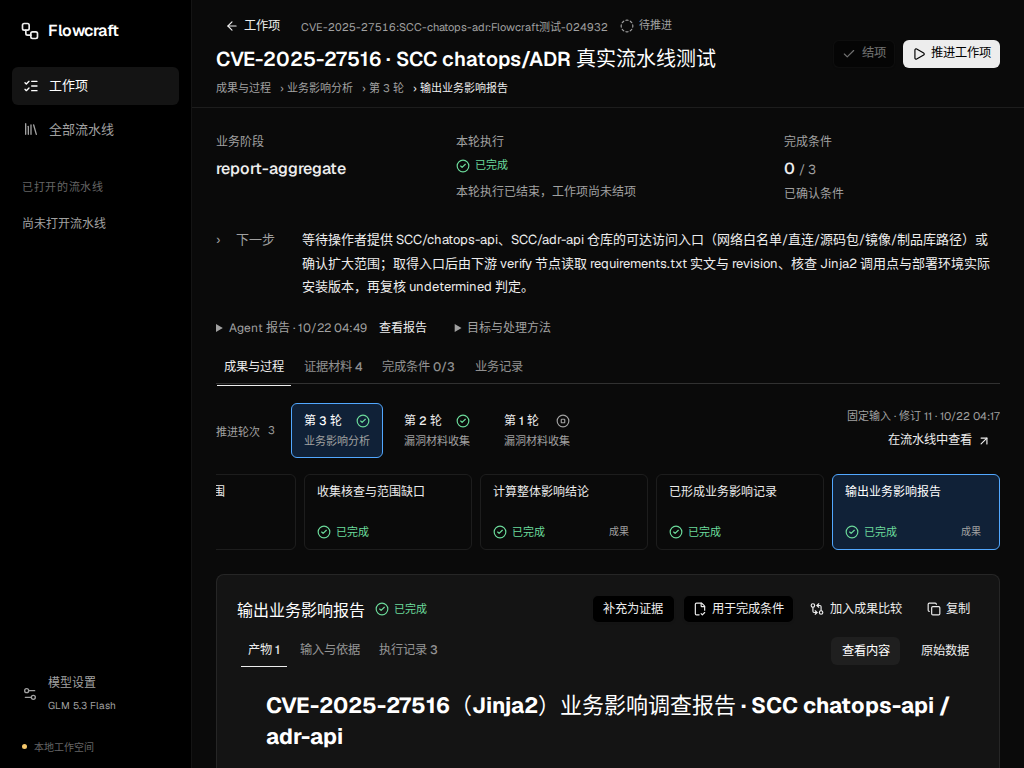 Flowcraft
工作项
全部流水线
已打开的流水线
尚未打开流水线
模型设置
GLM 5.3 Flash
本地工作空间
工作项
CVE-2025-27516:SCC-chatops-adr:Flowcraft测试-024932
待推进
CVE-2025-27516 · SCC chatops/ADR 真实流水线测试
结项
推进工作项
成果与过程 › 业务影响分析 › 第 3 轮 › 输出业务影响报告
业务阶段
report-aggregate
本轮执行
已完成
本轮执行已结束，工作项尚未结项
完成条件
0 / 3
已确认条件
› 下一步
等待操作者提供 SCC/chatops-api、SCC/adr-api 仓库的可达访问入口（网络白名单/直连/源码包/镜像/制品库路径）或
确认扩大范围；取得入口后由下游 verify 节点读取 requirements.txt 实文与 revision、核查 Jinja2 调用点与部署环境实际
安装版本，再复核 undetermined 判定。
Agent 报告 · 10/22 04:49 查看报告
目标与处理方法
成果与过程
证据材料 4
完成条件 0/3
业务记录
推进轮次 3
第 3 轮
业务影响分析
第 2 轮
漏洞材料收集
第 1 轮
漏洞材料收集
固定输入 · 修订 11 · 10/22 04:17
在流水线中查看
围
收集核查与范围缺口
已完成
计算整体影响结论
已完成
成果
已形成业务影响记录
已完成
输出业务影响报告
已完成
成果
输出业务影响报告
已完成
补充为证据
用于完成条件
加入成果比较
复制
产物 1
输入与依据
执行记录 3
查看内容
原始数据
CVE-2025-27516（Jinja2）业务影响调查报告 · SCC chatops-api /
adr-api